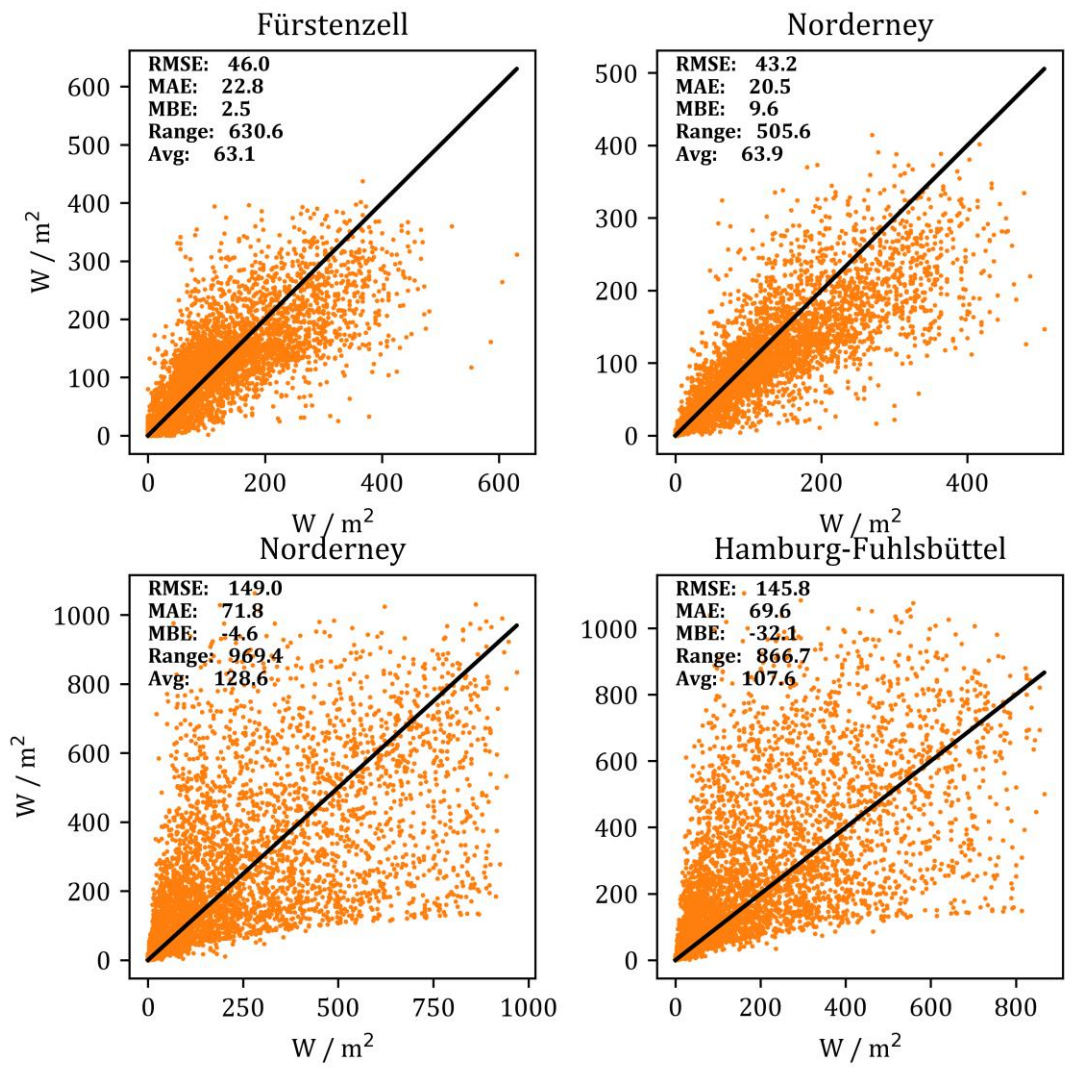 Fürstenzell
RMSE: 46.0
MAE: 22.8
MBE: 2.5
Range: 630.6
Avg: 63.1
600
500
400
300
200
100
0
W / m²
0 200 400 600
W / m²
Norderney
RMSE: 43.2
MAE: 20.5
MBE: 9.6
Range: 505.6
Avg: 63.9
500
400
300
200
100
0
0 200 400
W / m²
Norderney
RMSE: 149.0
MAE: 71.8
MBE: -4.6
Range: 969.4
Avg: 128.6
1000
800
600
400
200
0
W / m²
0 250 500 750 1000
W / m²
Hamburg-Fuhlsbüttel
RMSE: 145.8
MAE: 69.6
MBE: -32.1
Range: 866.7
Avg: 107.6
1000
800
600
400
200
0
0 200 400 600 800
W / m²